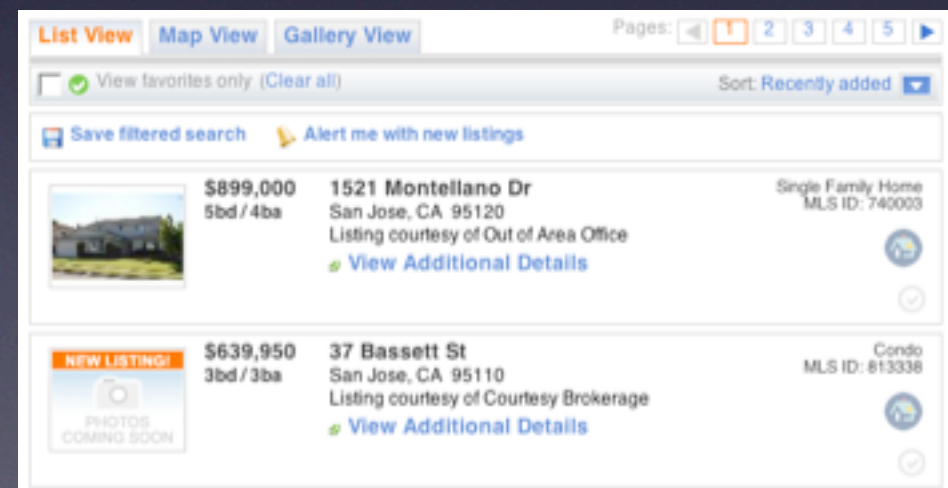 List View Map View Gallery View Pages: 1 2 3 4 5
View favorites only (Clear all) Sort: Recently added
Save filtered search Alert me with new listings
$899,000 1521 Montellano Dr Single Family Home
5bd / 4ba San Jose, CA 95120 MLS ID: 740003
Listing courtesy of Out of Area Office
View Additional Details
NEW LISTING! $639,950 37 Bassett St Condo
3bd / 3ba San Jose, CA 95110 MLS ID: 813338
Listing courtesy of Courtesy Brokerage
PHOTOS View Additional Details
COMING SOON